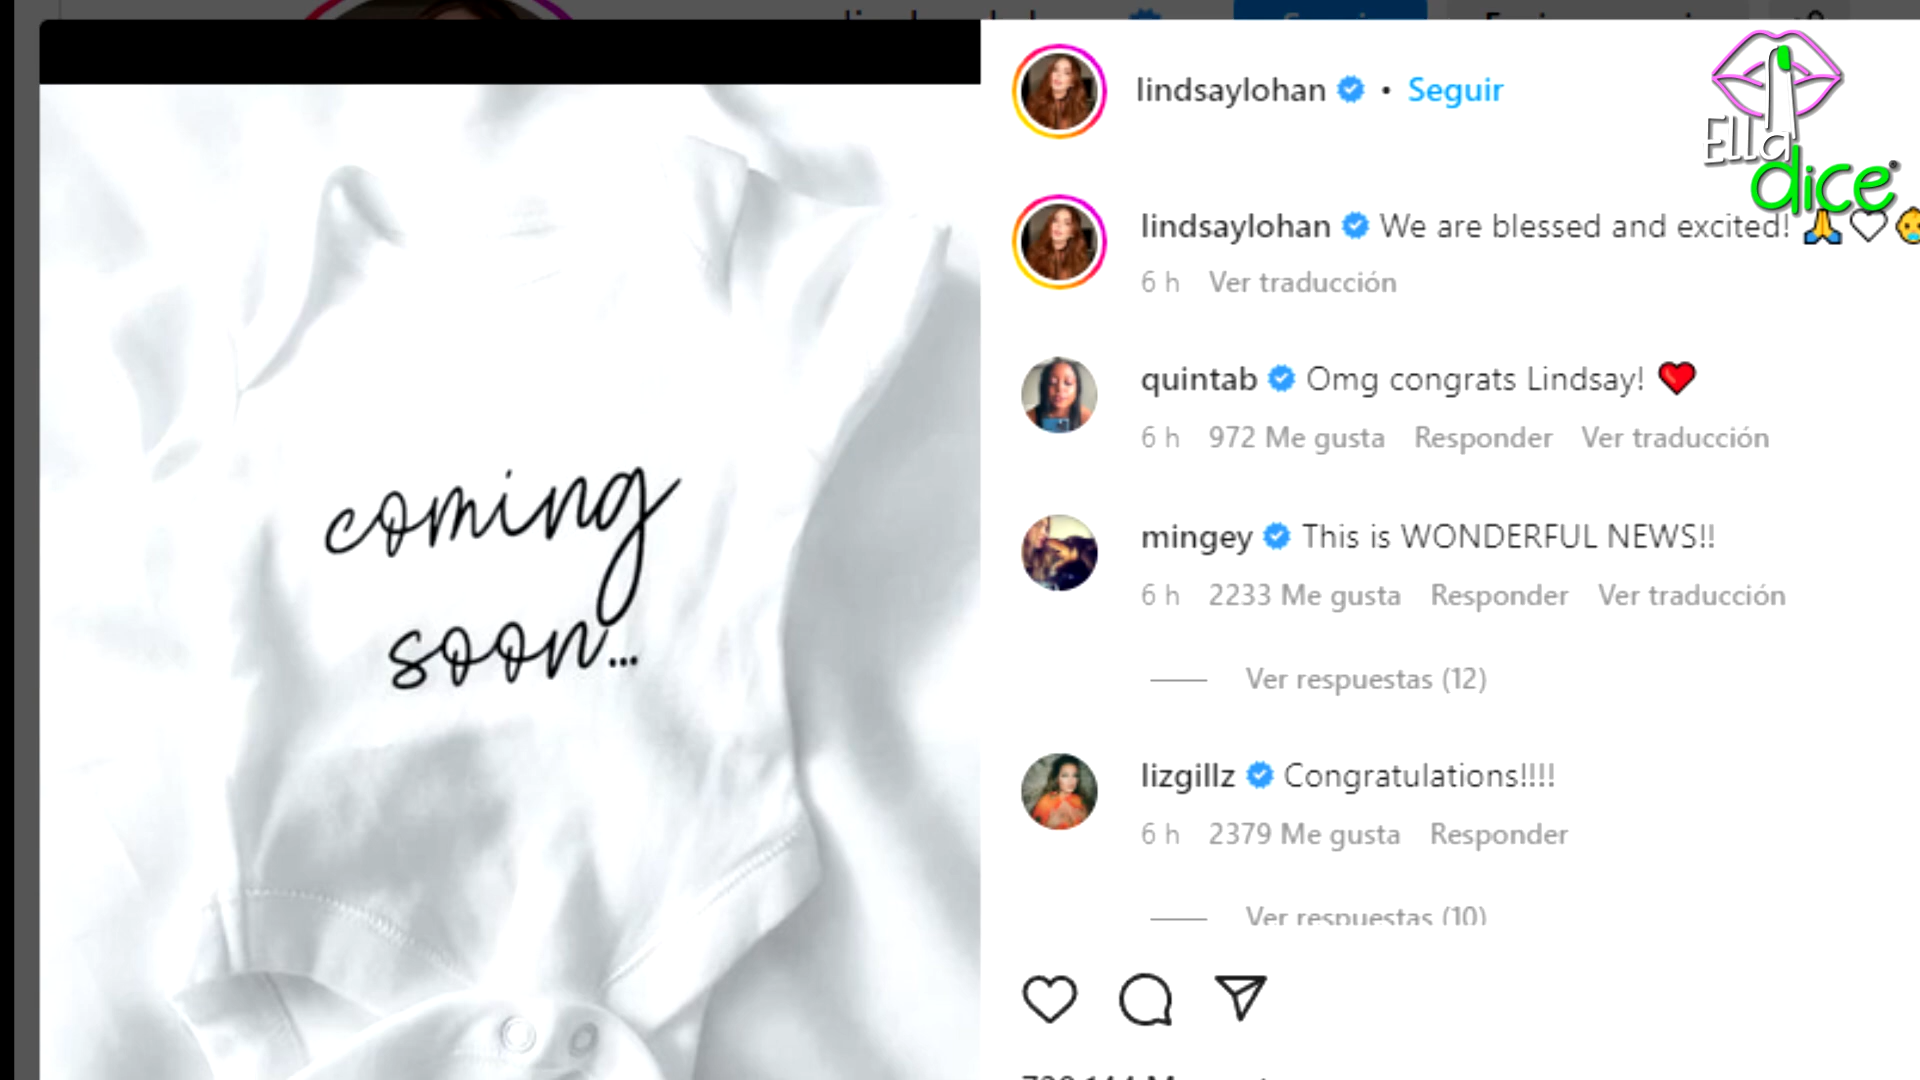 lindsaylohan • Seguir
Ella
dice
lindsaylohan We are blessed and excited! 🙏🤍👶
6 h Ver traducción
quintab Omg congrats Lindsay! ❤️
6 h 972 Me gusta Responder Ver traducción
mingey This is WONDERFUL NEWS!!
6 h 2233 Me gusta Responder Ver traducción
Ver respuestas (12)
lizgillz Congratulations!!!!
6 h 2379 Me gusta Responder
Ver respuestas (10)
coming
soon...